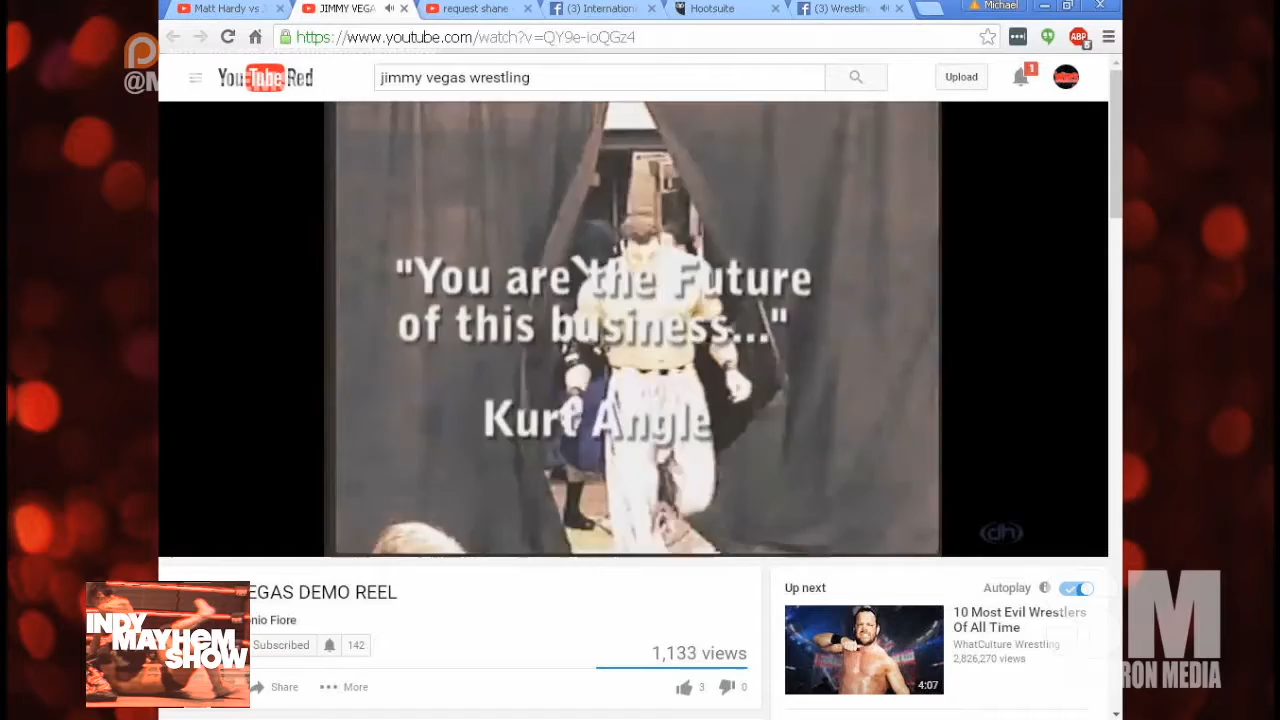 Matt Hardy vs J
JIMMY VEGA
request shane
(3) Internation
Hootsuite
(3) Wrestlin
Michael
https://www.youtube.com/watch?v=QY9e-ioQGz4
ABP
5
@M
YouTube Red
jimmy vegas wrestling
Upload
1
"You are the Future
of this business..."
Kurt Angle
dh
EGAS DEMO REEL
nio Fiore
Subscribed
142
1,133 views
Share
More
3
0
Up next
Autoplay
10 Most Evil Wrestlers
Of All Time
WhatCulture Wrestling
2,826,270 views
4:07
INDY
MAYHEM
SHOW
M
RON MEDIA